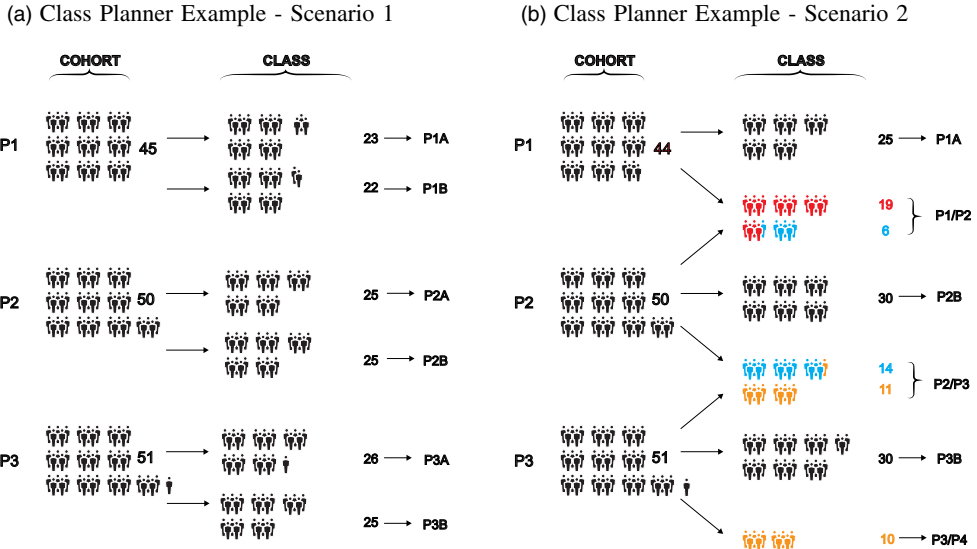 (a) Class Planner Example - Scenario 1
COHORT CLASS
P1 45
23 P1A
22 P1B
P2 50
25 P2A
25 P2B
P3 51
26 P3A
25 P3B
(b) Class Planner Example - Scenario 2
COHORT CLASS
P1 44
25 P1A
19
6
P1/P2
P2 50
30 P2B
14
11
P2/P3
P3 51
30 P3B
10 P3/P4